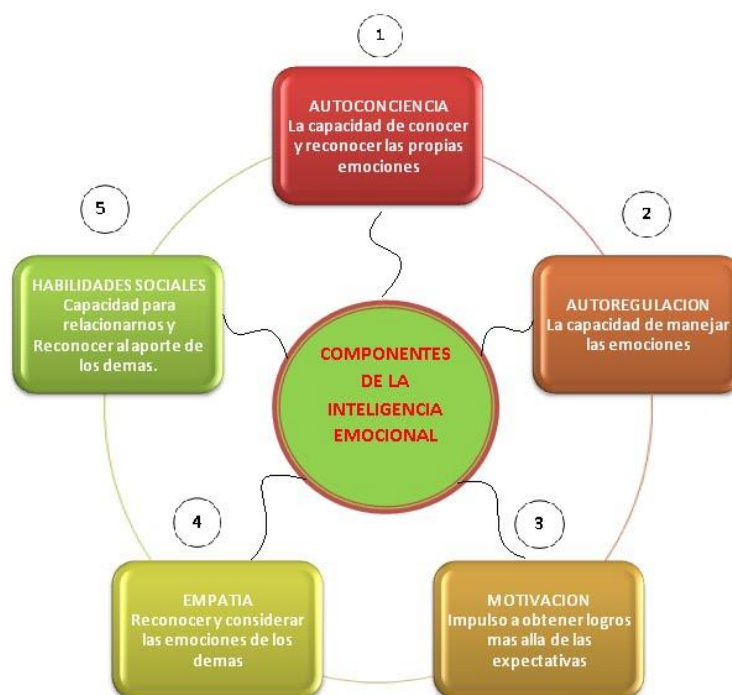 1
AUTOCONCIENCIA
La capacidad de conocer
y reconocer las propias
emociones
2
AUTOREGULACION
La capacidad de manejar
las emociones
3
MOTIVACION
Impulso a obtener logros
mas alla de las
expectativas
4
EMPATIA
Reconocer y considerar
las emociones de los
demas
5
HABILIDADES SOCIALES
Capacidad para
relacionarnos y
Reconocer al aporte de
los demas.
COMPONENTES
DE LA
INTELIGENCIA
EMOCIONAL